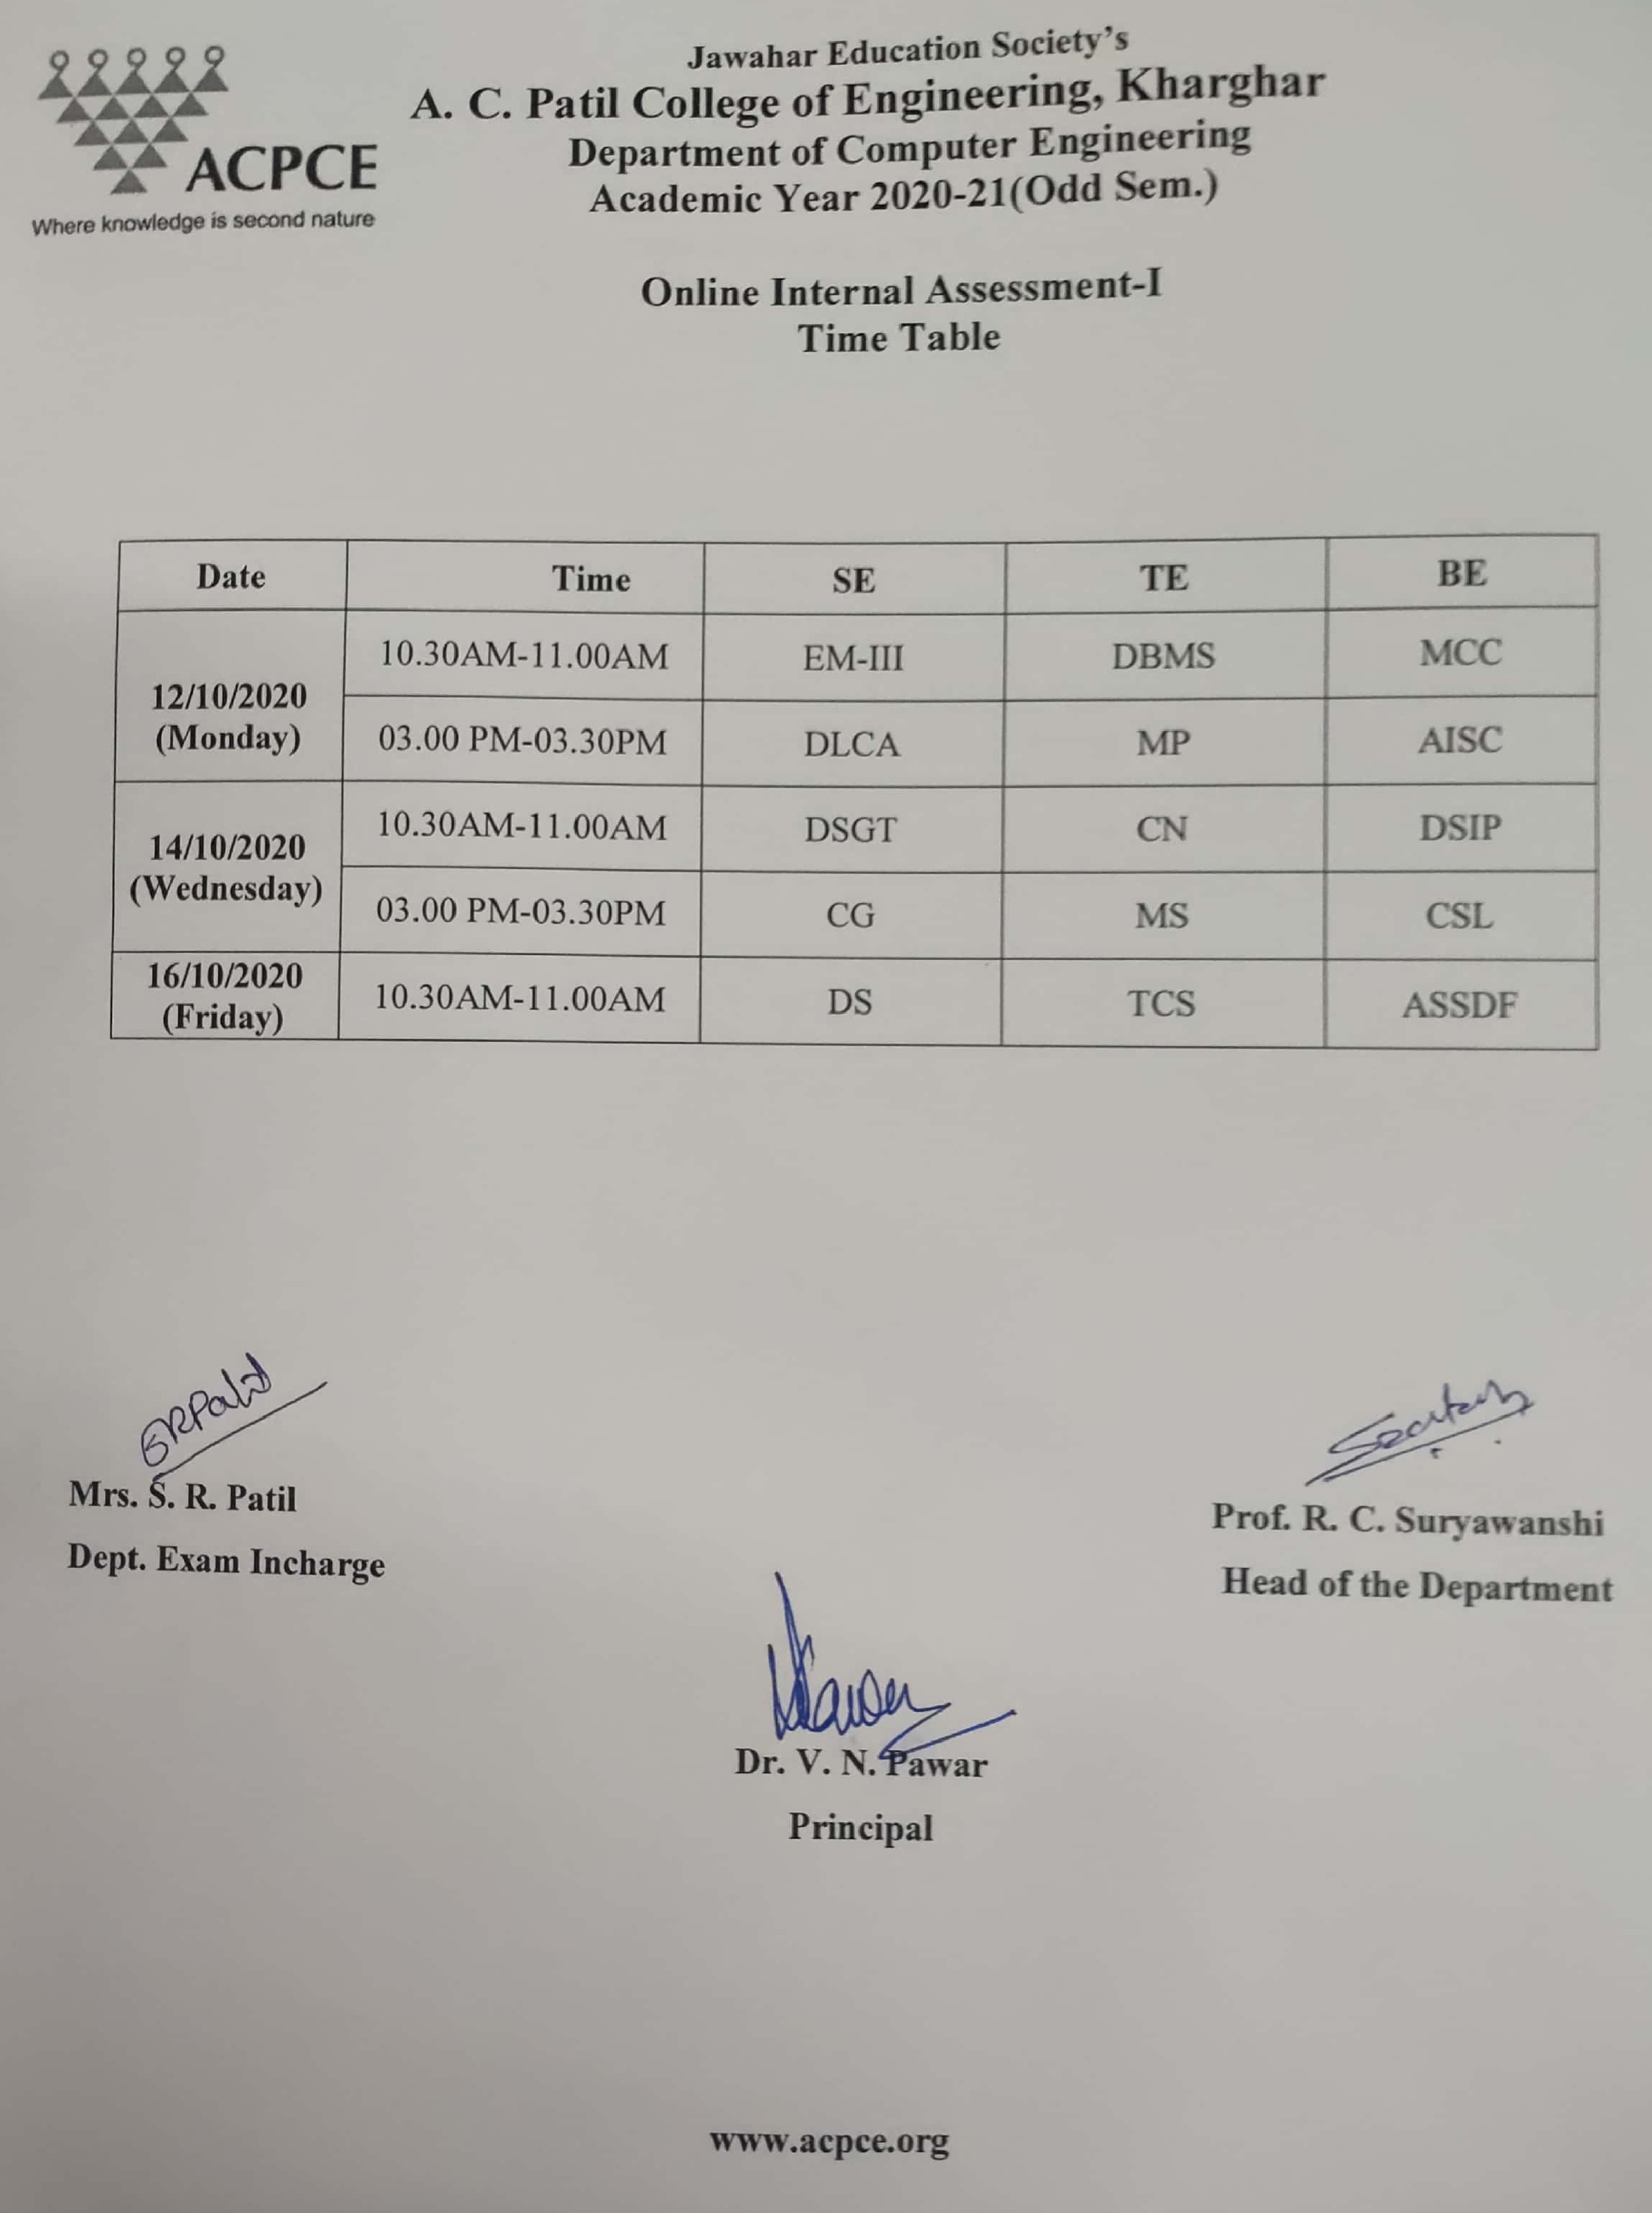 Jawahar Education Society's
A. C. Patil College of Engineering, Kharghar
Department of Computer Engineering
Academic Year 2020-21(Odd Sem.)
ACPCE
Where knowledge is second nature
Online Internal Assessment-I
Time Table
Date Time SE TE BE
12/10/2020 (Monday) 10.30AM-11.00AM EM-III DBMS MCC
03.00 PM-03.30PM DLCA MP AISC
14/10/2020 (Wednesday) 10.30AM-11.00AM DSGT CN DSIP
03.00 PM-03.30PM CG MS CSL
16/10/2020 (Friday) 10.30AM-11.00AM DS TCS ASSDF
SRPatil
Mrs. S. R. Patil
Dept. Exam Incharge
Prof. R. C. Suryawanshi
Head of the Department
Dr. V. N. Pawar
Principal
www.acpce.org